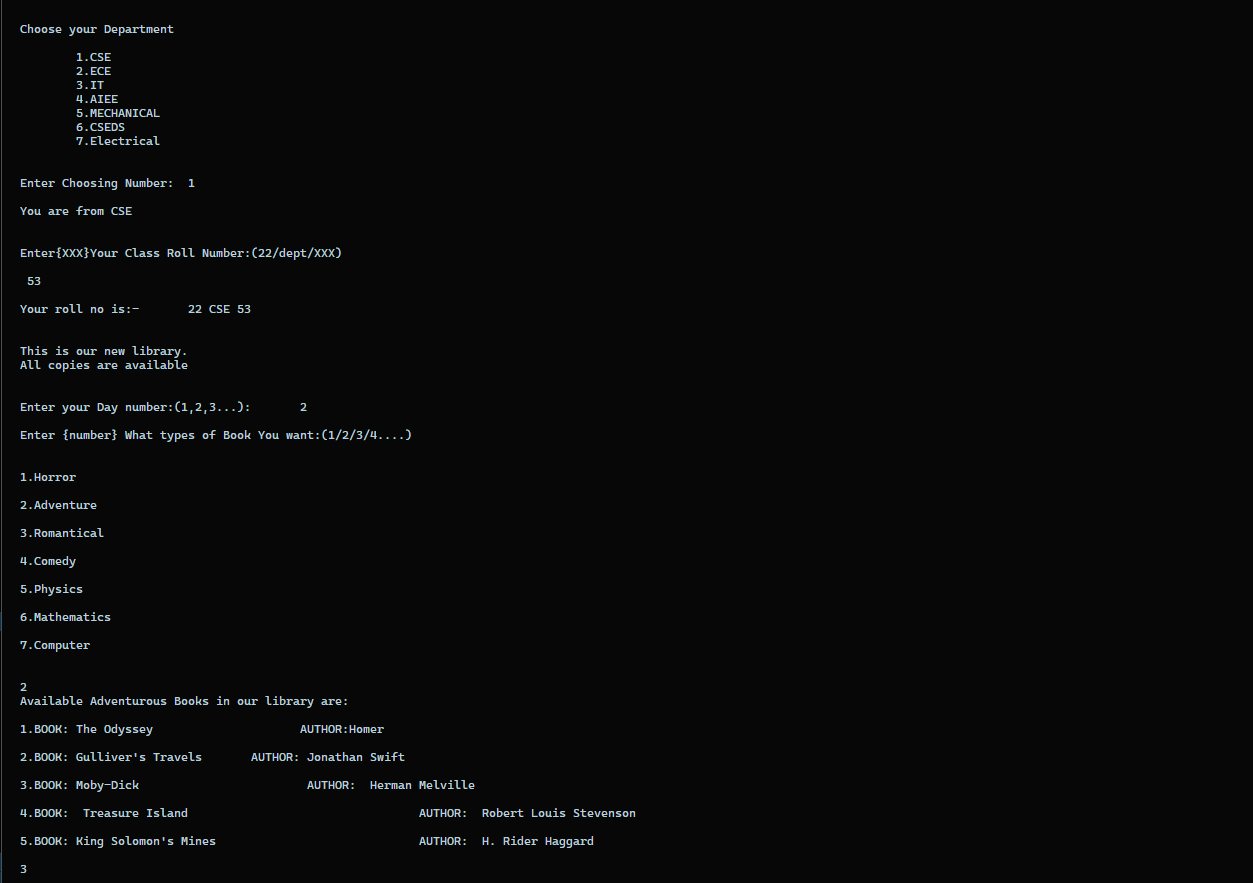 Choose your Department
1.CSE
2.ECE
3.IT
4.AIEE
5.MECHANICAL
6.CSEDS
7.Electrical
Enter Choosing Number:  1
You are from CSE
Enter{XXX}Your Class Roll Number:(22/dept/XXX)
53
Your roll no is:-       22 CSE 53
This is our new library.
All copies are available
Enter your Day number:(1,2,3...):       2
Enter {number} What types of Book You want:(1/2/3/4....)
1.Horror
2.Adventure
3.Romantical
4.Comedy
5.Physics
6.Mathematics
7.Computer
2
Available Adventurous Books in our library are:
1.BOOK: The Odyssey                     AUTHOR:Homer
2.BOOK: Gulliver's Travels       AUTHOR: Jonathan Swift
3.BOOK: Moby-Dick                        AUTHOR:  Herman Melville
4.BOOK:  Treasure Island                                 AUTHOR:  Robert Louis Stevenson
5.BOOK: King Solomon's Mines                             AUTHOR:  H. Rider Haggard
3